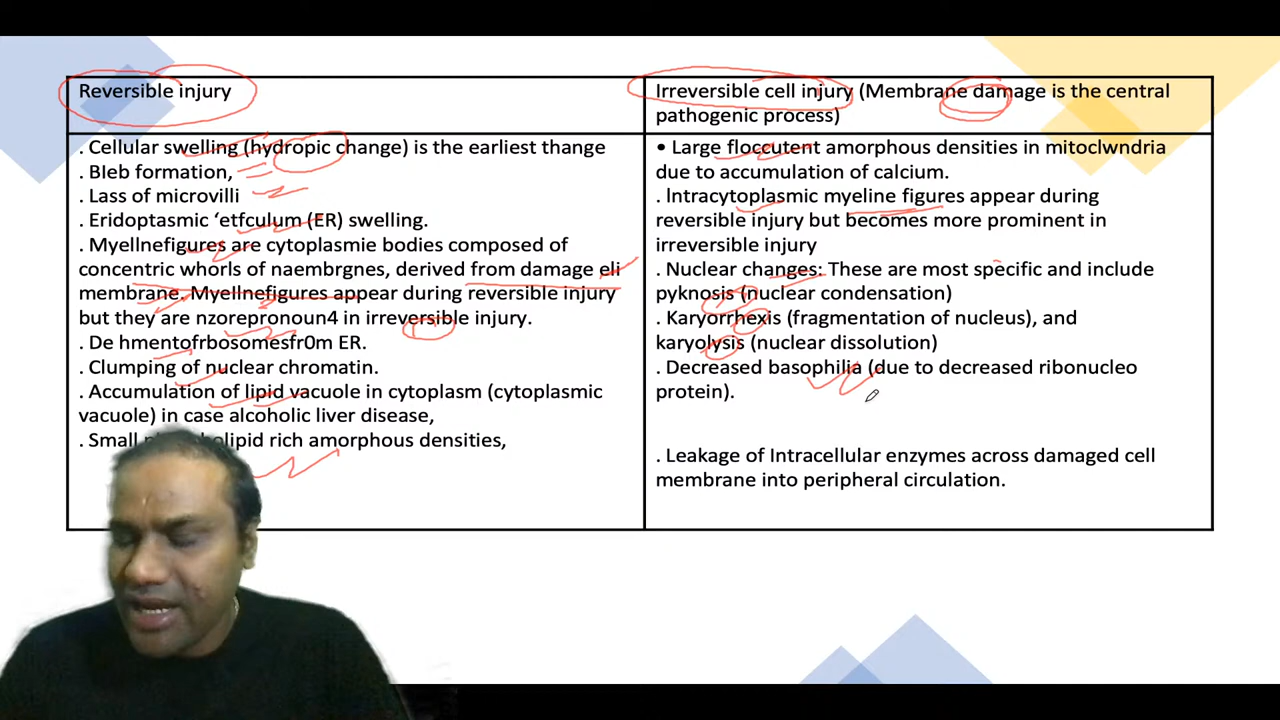 Reversible injury
Irreversible cell injury (Membrane damage is the central
pathogenic process)
. Cellular swelling (hydropic change) is the earliest thange
. BIeb formation,
. Lass of microvilli
. Eridoptasmic ‘etfculum (ER) swelling.
. Myellnefigures are cytoplasmie bodies composed of
concentric whorls of naembrgnes, derived from damage eli
membrane. Myellnefigures appear during reversible injury
but they are nzorepronoun4 in irreversible injury.
. De hmentofrbosomesfr0m ER.
. Clumping of nuclear chromatin.
. Accumulation of lipid vacuole in cytoplasm (cytoplasmic
vacuole) in case alcoholic liver disease,
. Small rich amorphous densities,
• Large floccutent amorphous densities in mitoclwndria
due to accumulation of calcium.
. lntracytoplasmic myeline figures appear during
reversible injury but becomes more prominent in
irreversible injury
. Nuclear changes: These are most specific and include
pyknosis (nuclear condensation)
. Karyorrhexis (fragmentation of nucleus), and
karyolysis (nuclear dissolution)
. Decreased basophilia (due to decreased ribonucleo
protein).
. Leakage of Intracellular enzymes across damaged cell
membrane into peripheral circulation.